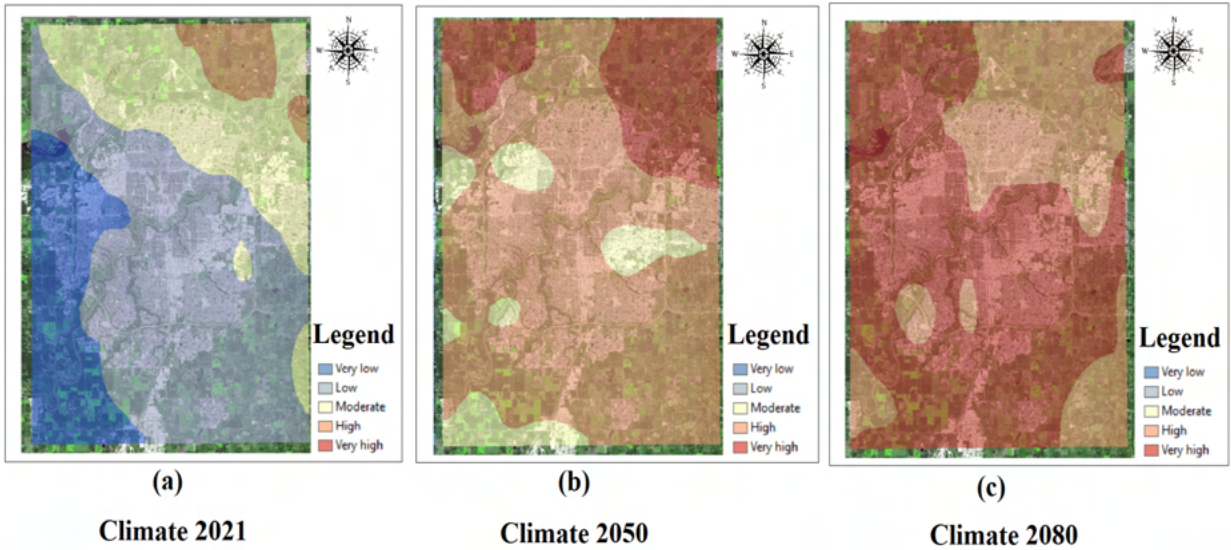 N
W E
S
Legend
Very low
Low
Moderate
High
Very high
(a)
Climate 2021
N
W E
S
Legend
Very low
Low
Moderate
High
Very high
(b)
Climate 2050
N
W E
S
Legend
Very low
Low
Moderate
High
Very high
(c)
Climate 2080